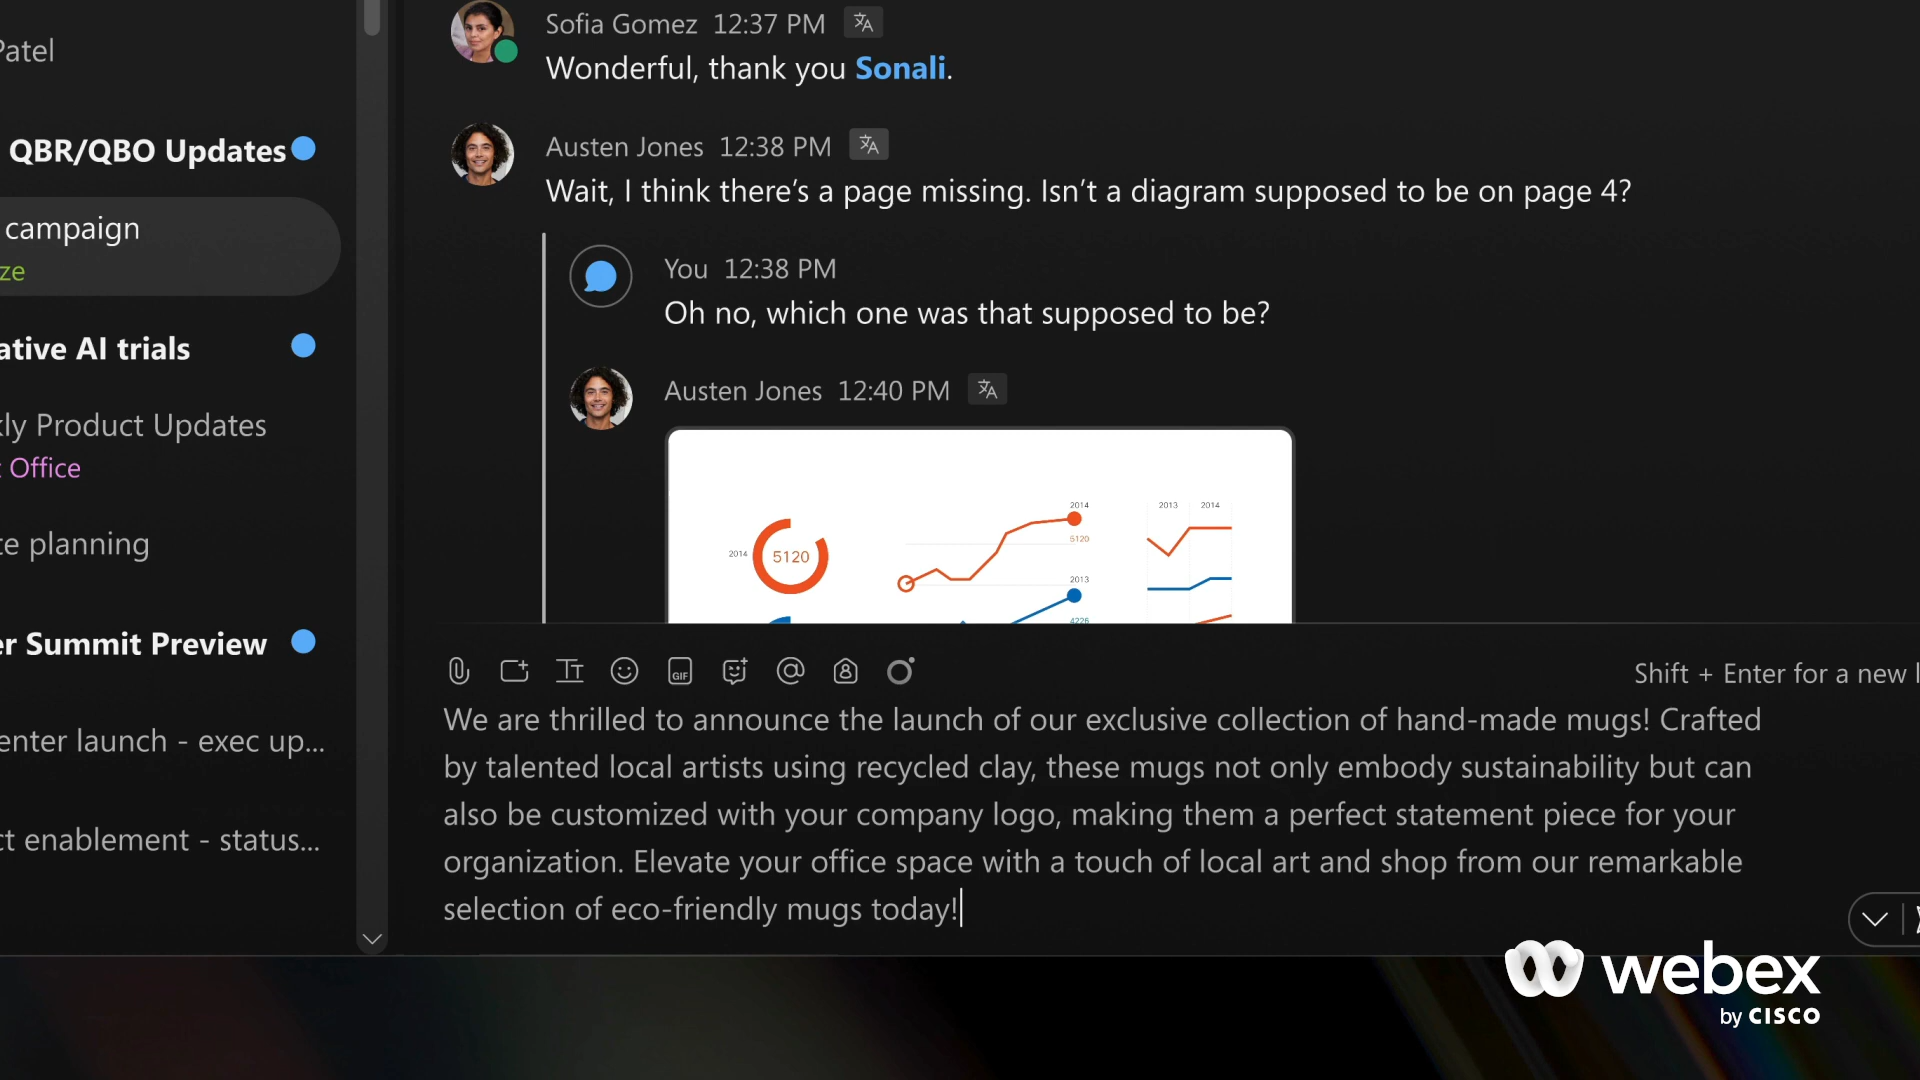 Patel
QBR/QBO Updates
campaign
ze
ative AI trials
ly Product Updates
Office
te planning
er Summit Preview
enter launch - exec up...
ct enablement - status...
Sofia Gomez 12:37 PM
Wonderful, thank you Sonali.
Austen Jones 12:38 PM
Wait, I think there’s a page missing. Isn’t a diagram supposed to be on page 4?
You 12:38 PM
Oh no, which one was that supposed to be?
Austen Jones 12:40 PM
2014
5120
2014
5120
2013
4226
2013 2014
GIF
Shift + Enter for a new l
We are thrilled to announce the launch of our exclusive collection of hand-made mugs! Crafted
by talented local artists using recycled clay, these mugs not only embody sustainability but can
also be customized with your company logo, making them a perfect statement piece for your
organization. Elevate your office space with a touch of local art and shop from our remarkable
selection of eco-friendly mugs today!
webex
by CISCO